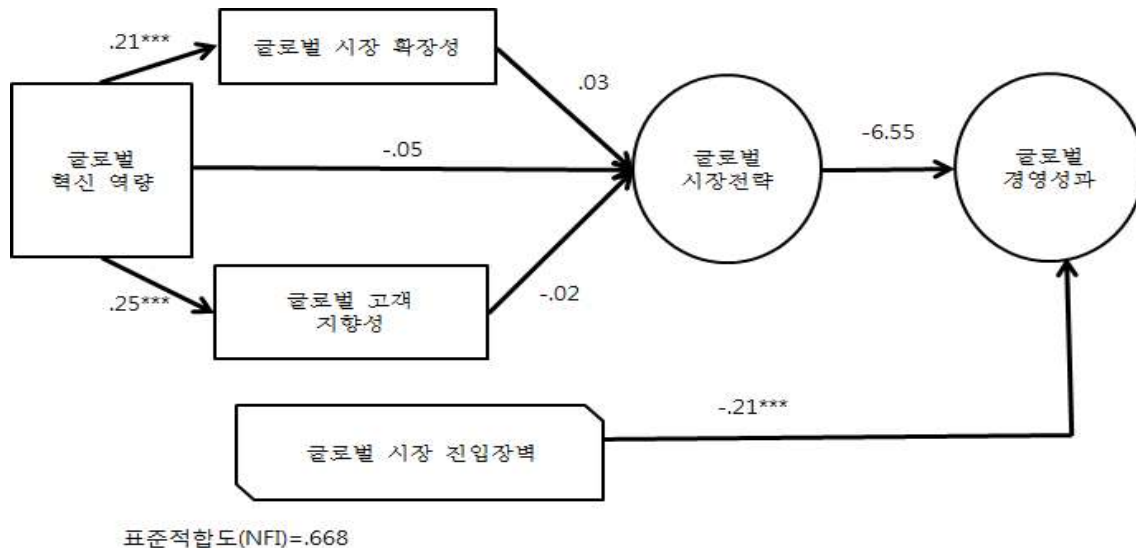 .21***
글로벌 시장 확장성
.03
글로벌
혁신 역량
-.05
글로벌
시장전략
-6.55
글로벌
경영성과
.25***
글로벌 고객
지향성
-.02
-.21***
글로벌 시장 진입장벽
표준적합도(NFI)=.668